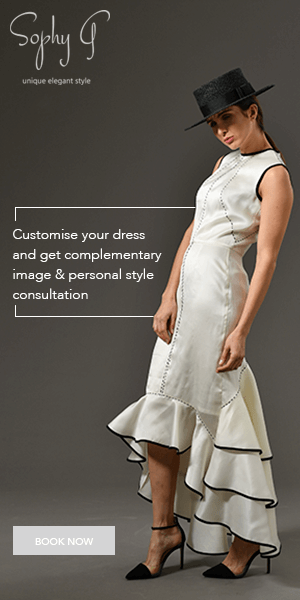 Sophy G
unique elegant style
Customise your dress
and get complementary
image & personal style
consultation
BOOK NOW